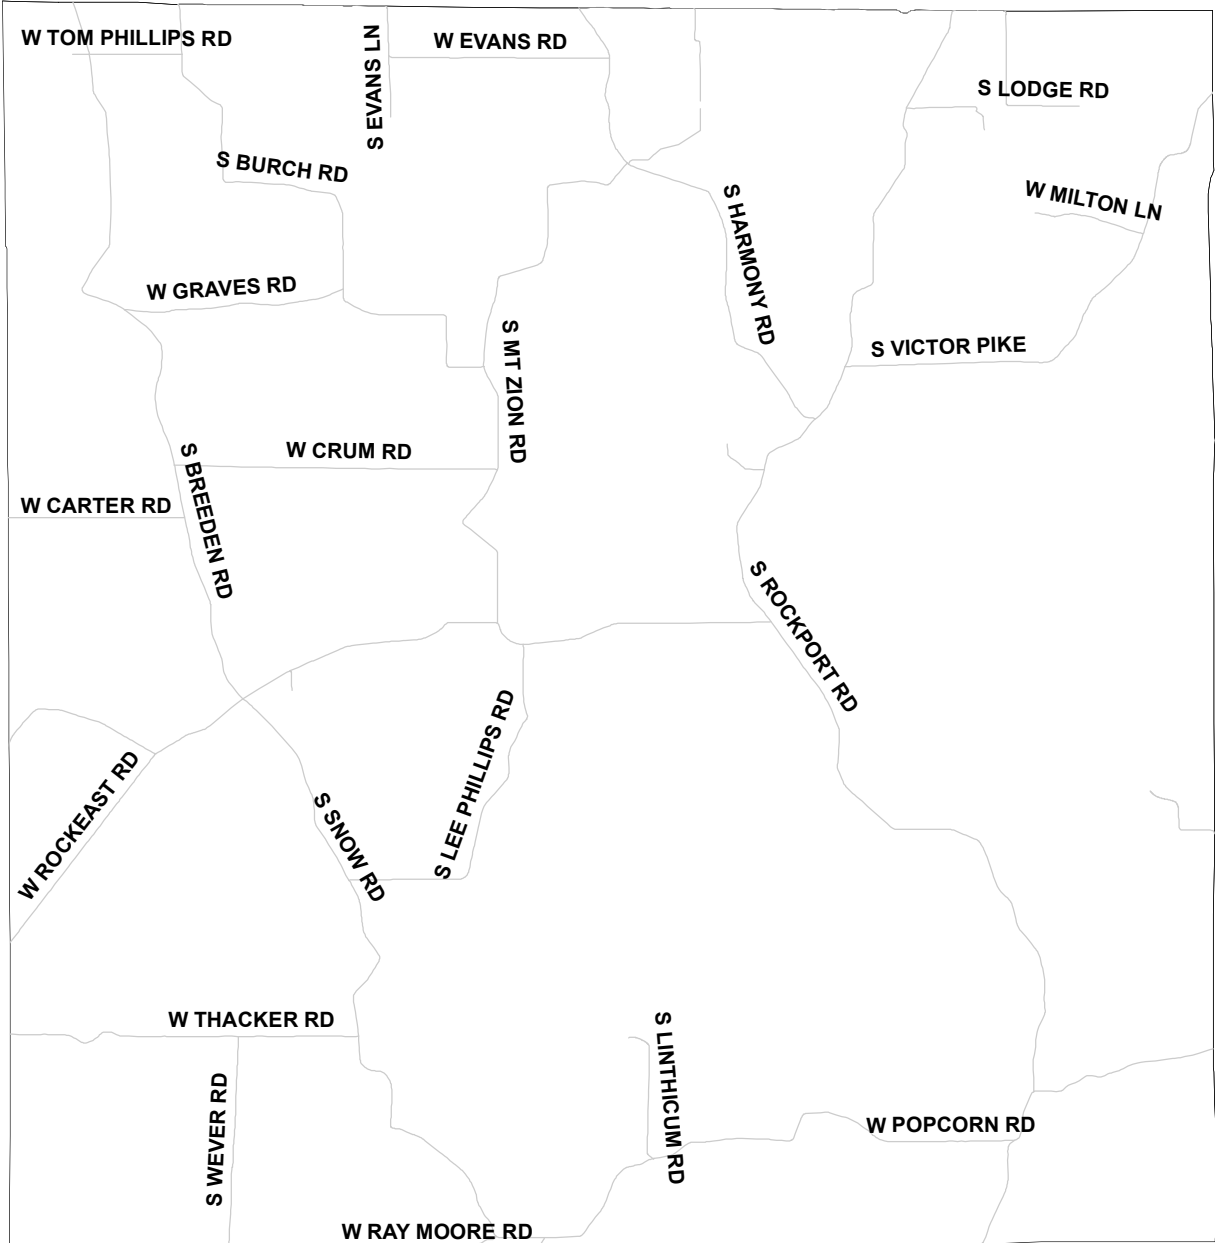 W TOM PHILLIPS RD
S EVANS LN
W EVANS RD
S LODGE RD
S BURCH RD
W MILTON LN
S HARMONY RD
W GRAVES RD
S MT ZION RD
S VICTOR PIKE
W CRUM RD
S BREEDEN RD
W CARTER RD
S ROCKPORT RD
S LEE PHILLIPS RD
W ROCKEAST RD
S SNOW RD
W THACKER RD
S LINTHICUM RD
S WEVER RD
W POPCORN RD
W RAY MOORE RD